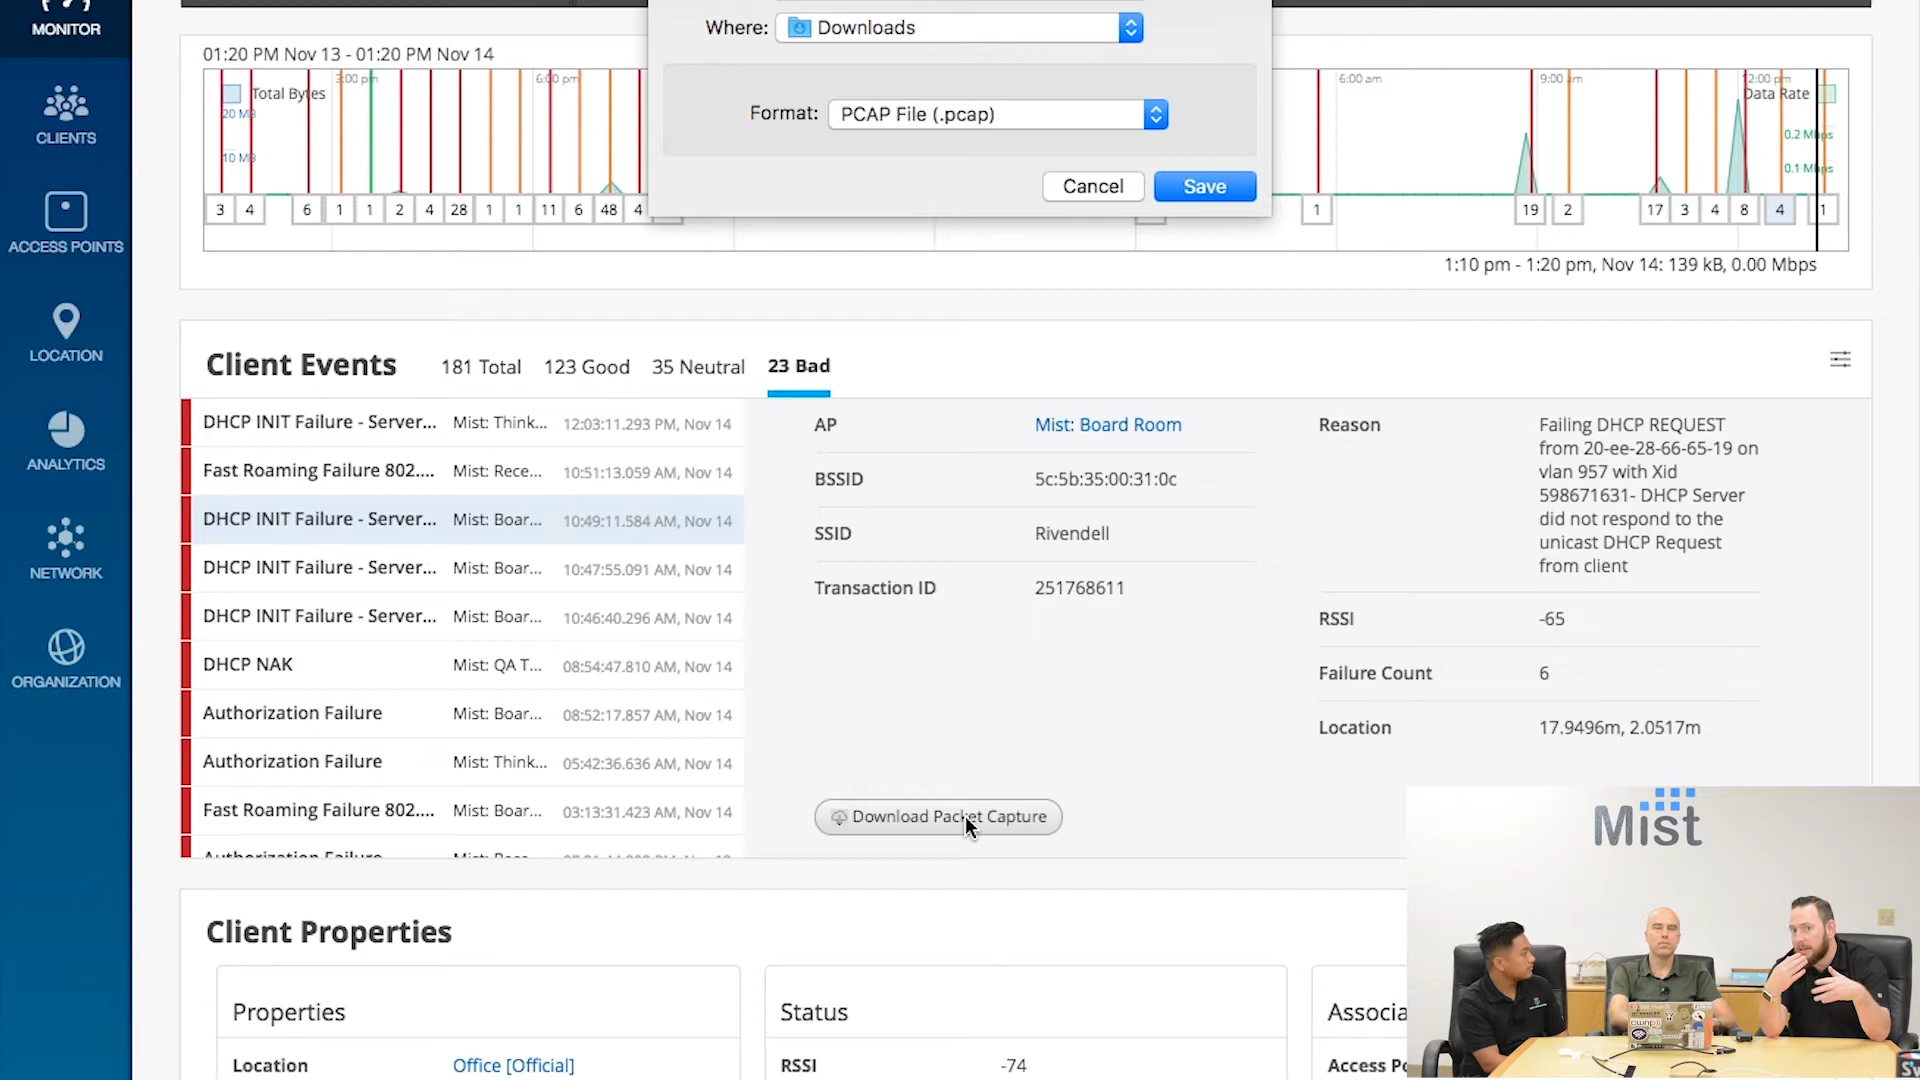 MONITOR
CLIENTS
ACCESS POINTS
LOCATION
ANALYTICS
NETWORK
ORGANIZATION
Where: Downloads
Format: PCAP File (.pcap)
Cancel Save
01:20 PM Nov 13 - 01:20 PM Nov 14
3:00 pm 6:00 pm 6:00 am 9:00 am 12:00 pm
Total Bytes Data Rate
20 MB 0.2 Mbps
10 MB 0.1 Mbps
3 4 6 1 1 2 4 28 1 1 11 6 48 4 1 19 2 17 3 4 8 4 1
1:10 pm - 1:20 pm, Nov 14: 139 kB, 0.00 Mbps
Client Events 181 Total 123 Good 35 Neutral 23 Bad
DHCP INIT Failure - Server... Mist: Think... 12:03:11.293 PM, Nov 14
Fast Roaming Failure 802.... Mist: Rece... 10:51:13.059 AM, Nov 14
DHCP INIT Failure - Server... Mist: Boar... 10:49:11.584 AM, Nov 14
DHCP INIT Failure - Server... Mist: Boar... 10:47:55.091 AM, Nov 14
DHCP INIT Failure - Server... Mist: Boar... 10:46:40.296 AM, Nov 14
DHCP NAK Mist: QA T... 08:54:47.810 AM, Nov 14
Authorization Failure Mist: Boar... 08:52:17.857 AM, Nov 14
Authorization Failure Mist: Think... 05:42:36.636 AM, Nov 14
Fast Roaming Failure 802.... Mist: Boar... 03:13:31.423 AM, Nov 14
Authorization Failure
AP Mist: Board Room
BSSID 5c:5b:35:00:31:0c
SSID Rivendell
Transaction ID 251768611
Download Packet Capture
Reason Failing DHCP REQUEST
from 20-ee-28-66-65-19 on
vlan 957 with Xid
598671631- DHCP Server
did not respond to the
unicast DHCP Request
from client
RSSI -65
Failure Count 6
Location 17.9496m, 2.0517m
Client Properties
Properties
Location Office [Official]
Status
RSSI -74
Associa
Access Po
Mist
cwnp